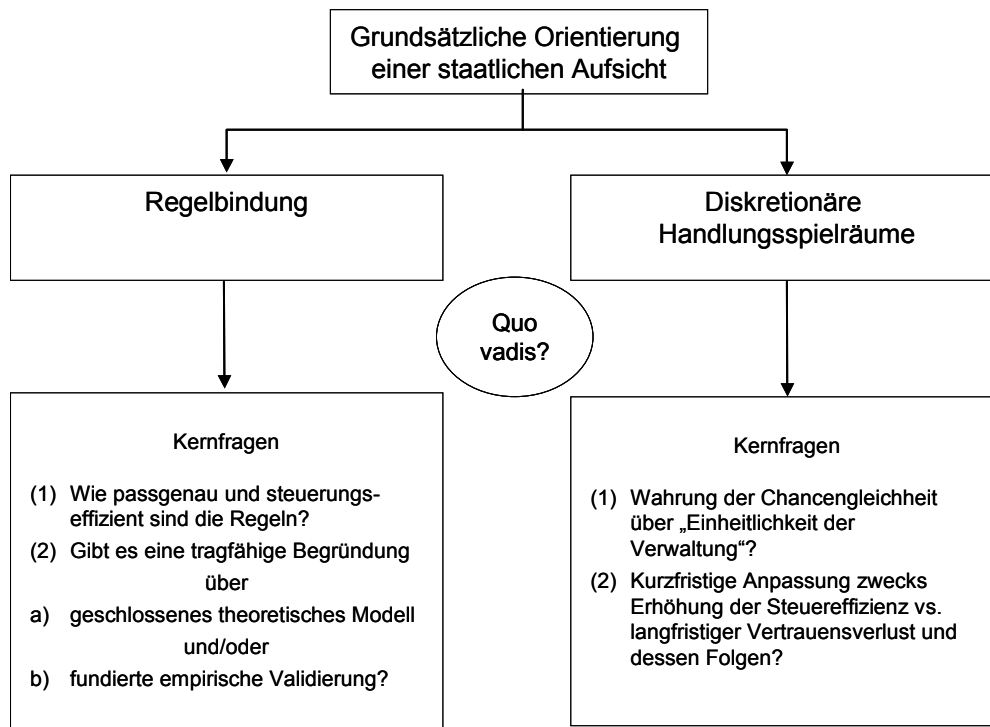 Grundsätzliche Orientierung
einer staatlichen Aufsicht
Regelbindung
Diskretionäre
Handlungsspielräume
Quo
vadis?
Kernfragen
(1) Wie passgenau und steuerungs-
effizient sind die Regeln?
(2) Gibt es eine tragfähige Begründung
über
a) geschlossenes theoretisches Modell
und/oder
b) fundierte empirische Validierung?
Kernfragen
(1) Wahrung der Chancengleichheit
über „Einheitlichkeit der
Verwaltung“?
(2) Kurzfristige Anpassung zwecks
Erhöhung der Steuereffizienz vs.
langfristiger Vertrauensverlust und
dessen Folgen?